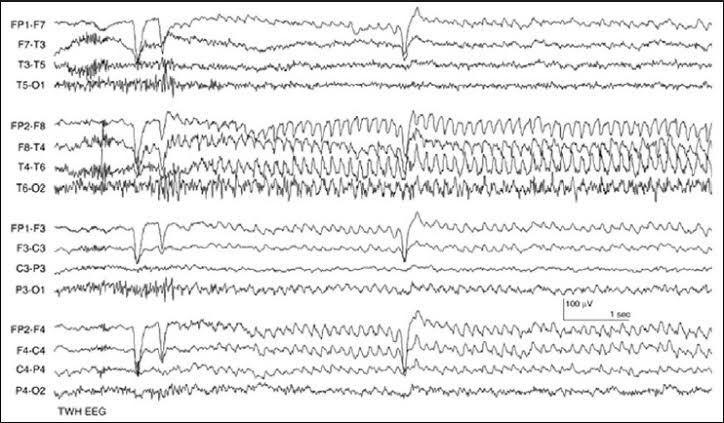 FP1-F7
F7-T3
T3-T5
T5-O1
FP2-F8
F8-T4
T4-T6
T6-O2
FP1-F3
F3-C3
C3-P3
P3-O1
100 µV
1 sec
FP2-F4
F4-C4
C4-P4
P4-O2
TWH EEG